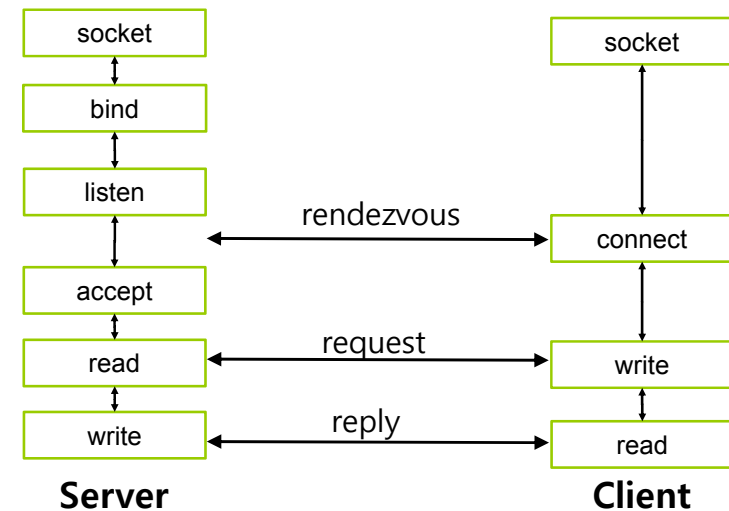 socket
bind
listen
accept
read
write
Server
rendezvous
request
reply
socket
connect
write
read
Client